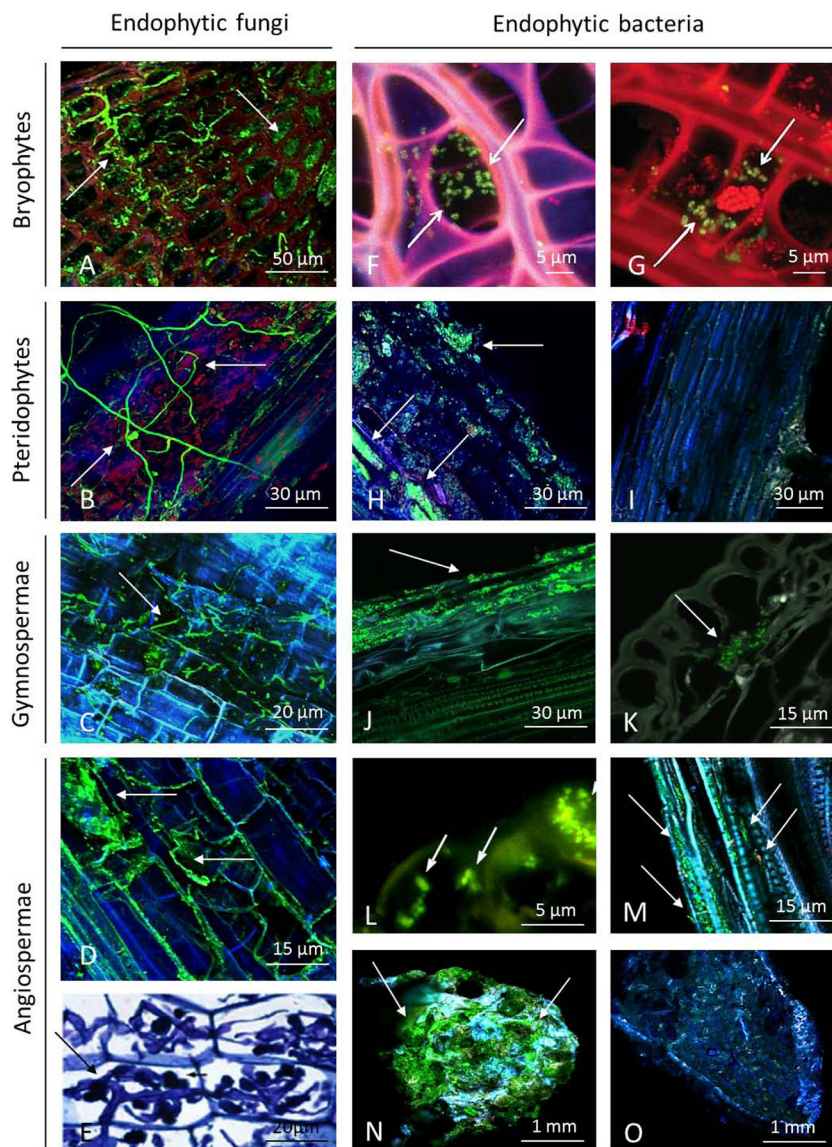 Endophytic fungi
Endophytic bacteria
Bryophytes
A
50 µm
F
5 µm
G
5 µm
Pteridophytes
B
30 µm
H
30 µm
I
30 µm
Gymnospermae
C
20 µm
J
30 µm
K
15 µm
Angiospermae
D
15 µm
L
5 µm
M
15 µm
E
20µm
N
1 mm
O
1 mm